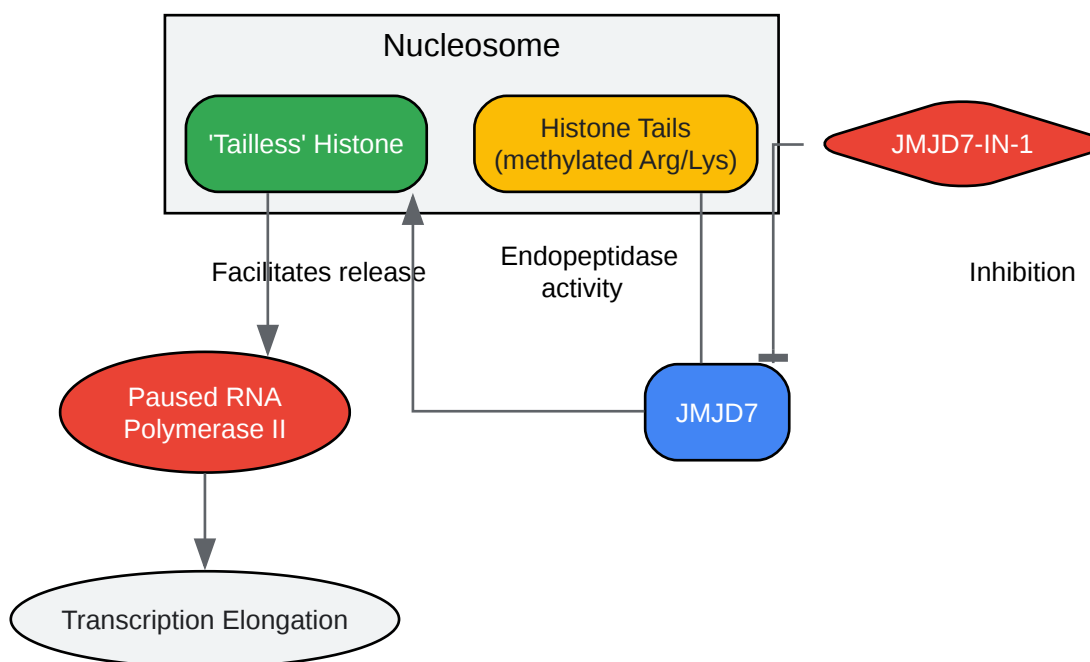 Nucleosome
'Tailless' Histone
Histone Tails
(methylated Arg/Lys)
JMJD7-IN-1
Facilitates release
Endopeptidase
activity
Inhibition
Paused RNA
Polymerase II
JMJD7
Transcription Elongation